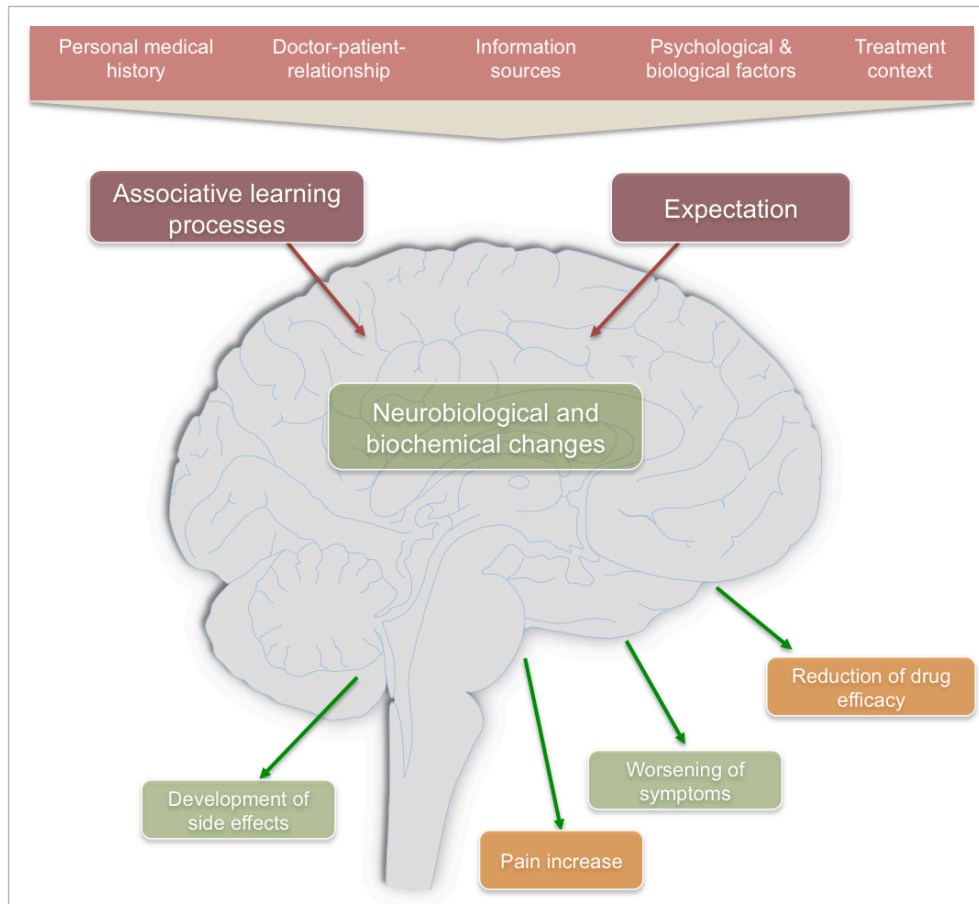 Personal medical
history
Doctor-patient-
relationship
Information
sources
Psychological &
biological factors
Treatment
context
Associative learning
processes
Expectation
Neurobiological and
biochemical changes
Reduction of drug
efficacy
Worsening of
symptoms
Development of
side effects
Pain increase